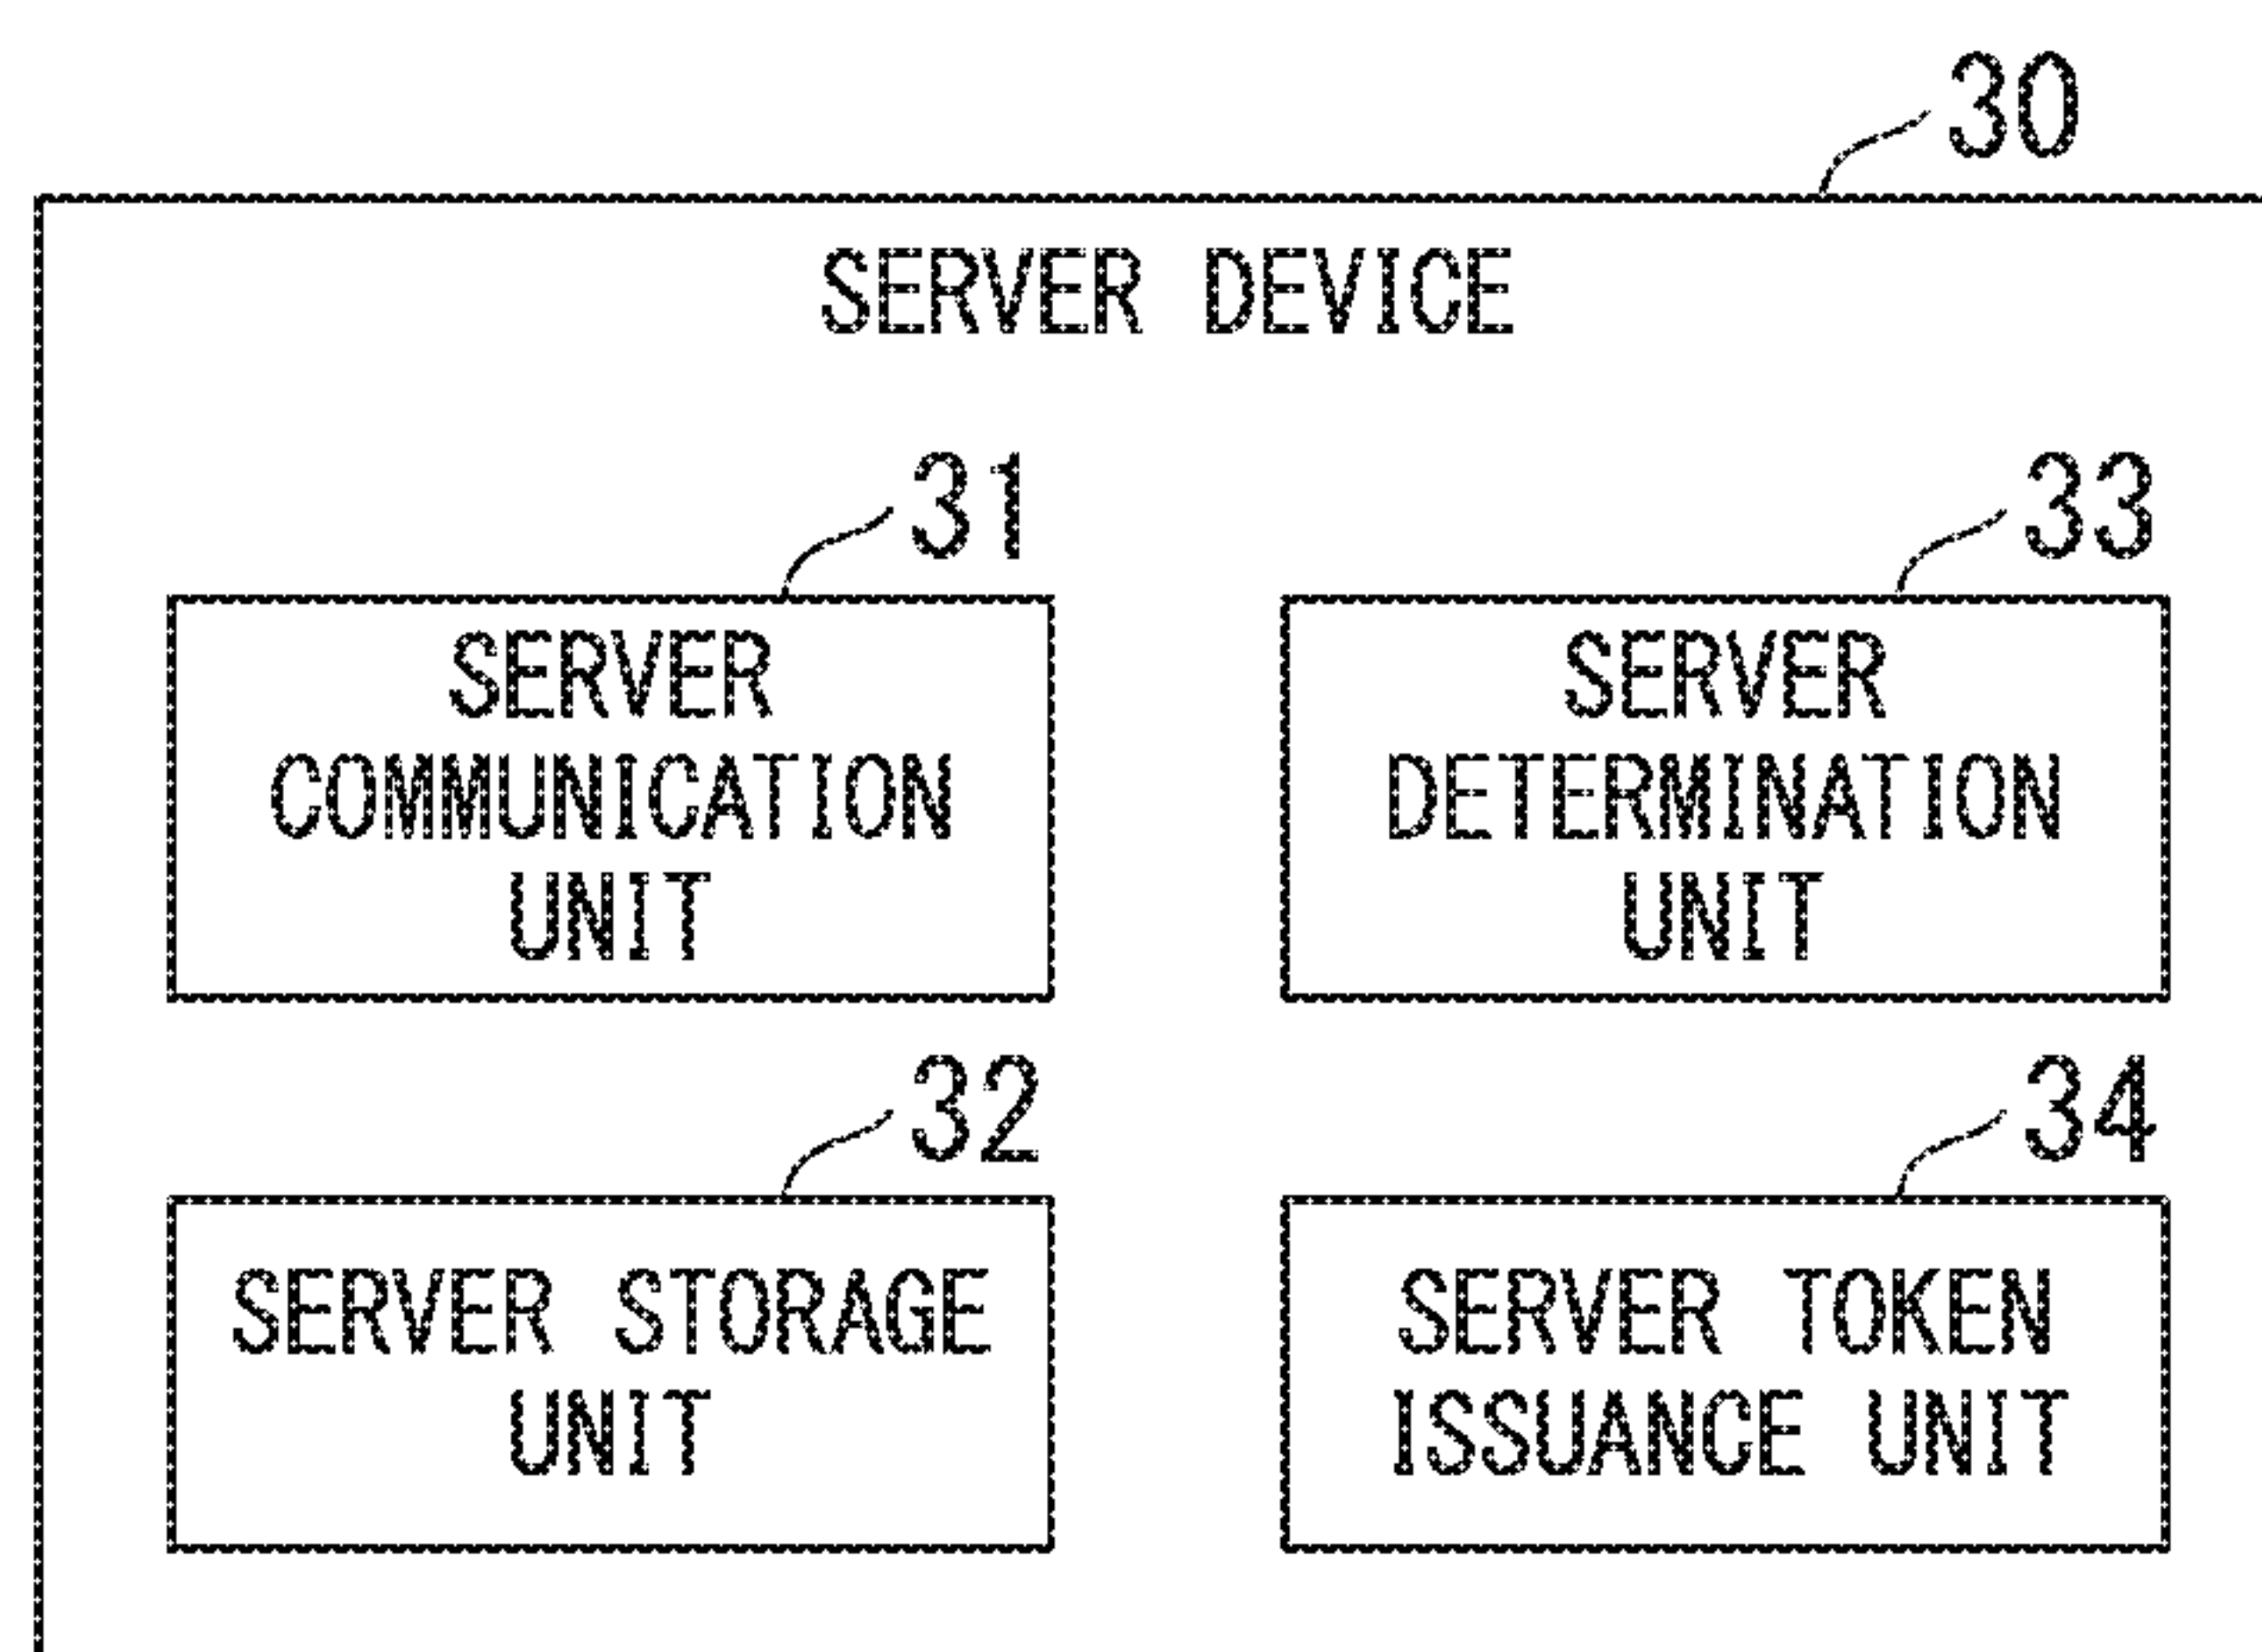 30
SERVER DEVICE
31
SERVER
COMMUNICATION
UNIT
33
SERVER
DETERMINATION
UNIT
32
SERVER STORAGE
UNIT
34
SERVER TOKEN
ISSUANCE UNIT